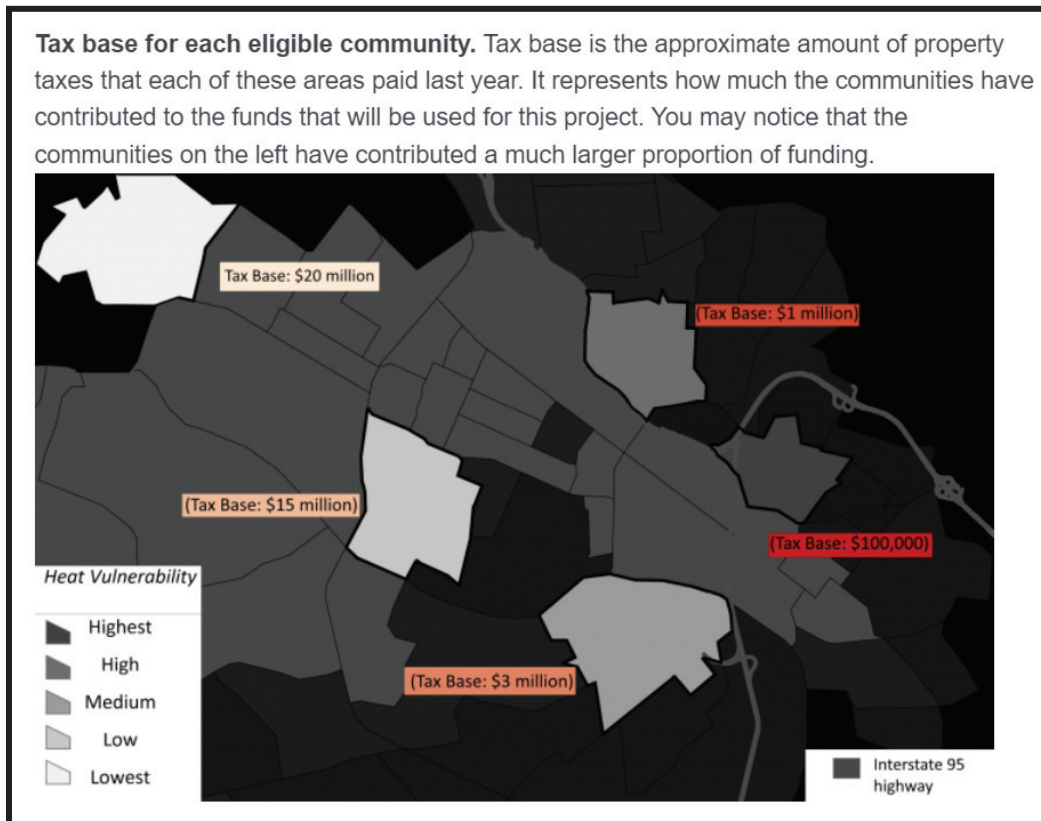 Tax base for each eligible community. Tax base is the approximate amount of property
taxes that each of these areas paid last year. It represents how much the communities have
contributed to the funds that will be used for this project. You may notice that the
communities on the left have contributed a much larger proportion of funding.
Tax Base: $20 million
(Tax Base: $1 million)
(Tax Base: $15 million)
(Tax Base: $100,000)
(Tax Base: $3 million)
Heat Vulnerability
Highest
High
Medium
Low
Lowest
Interstate 95
highway